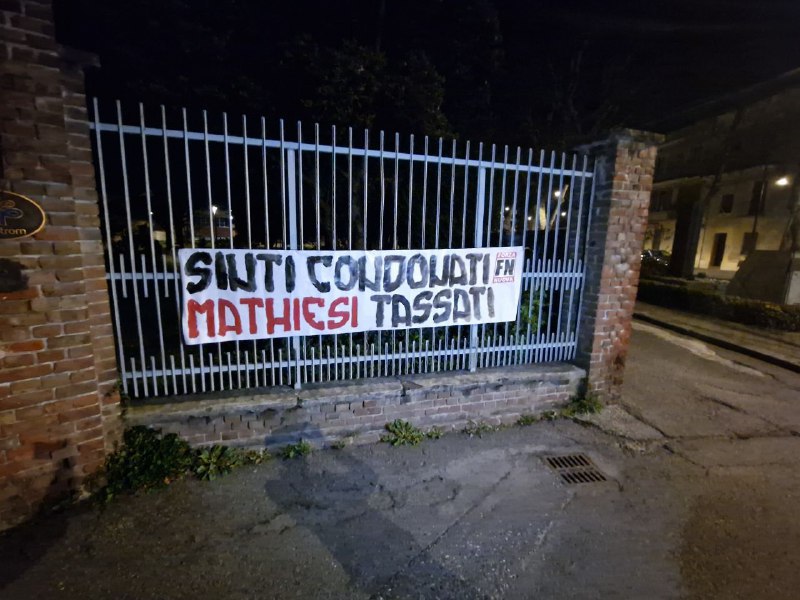 SINTI CONDONATI
MATHIESI TASSATI
FORZA
FN
NUOVA